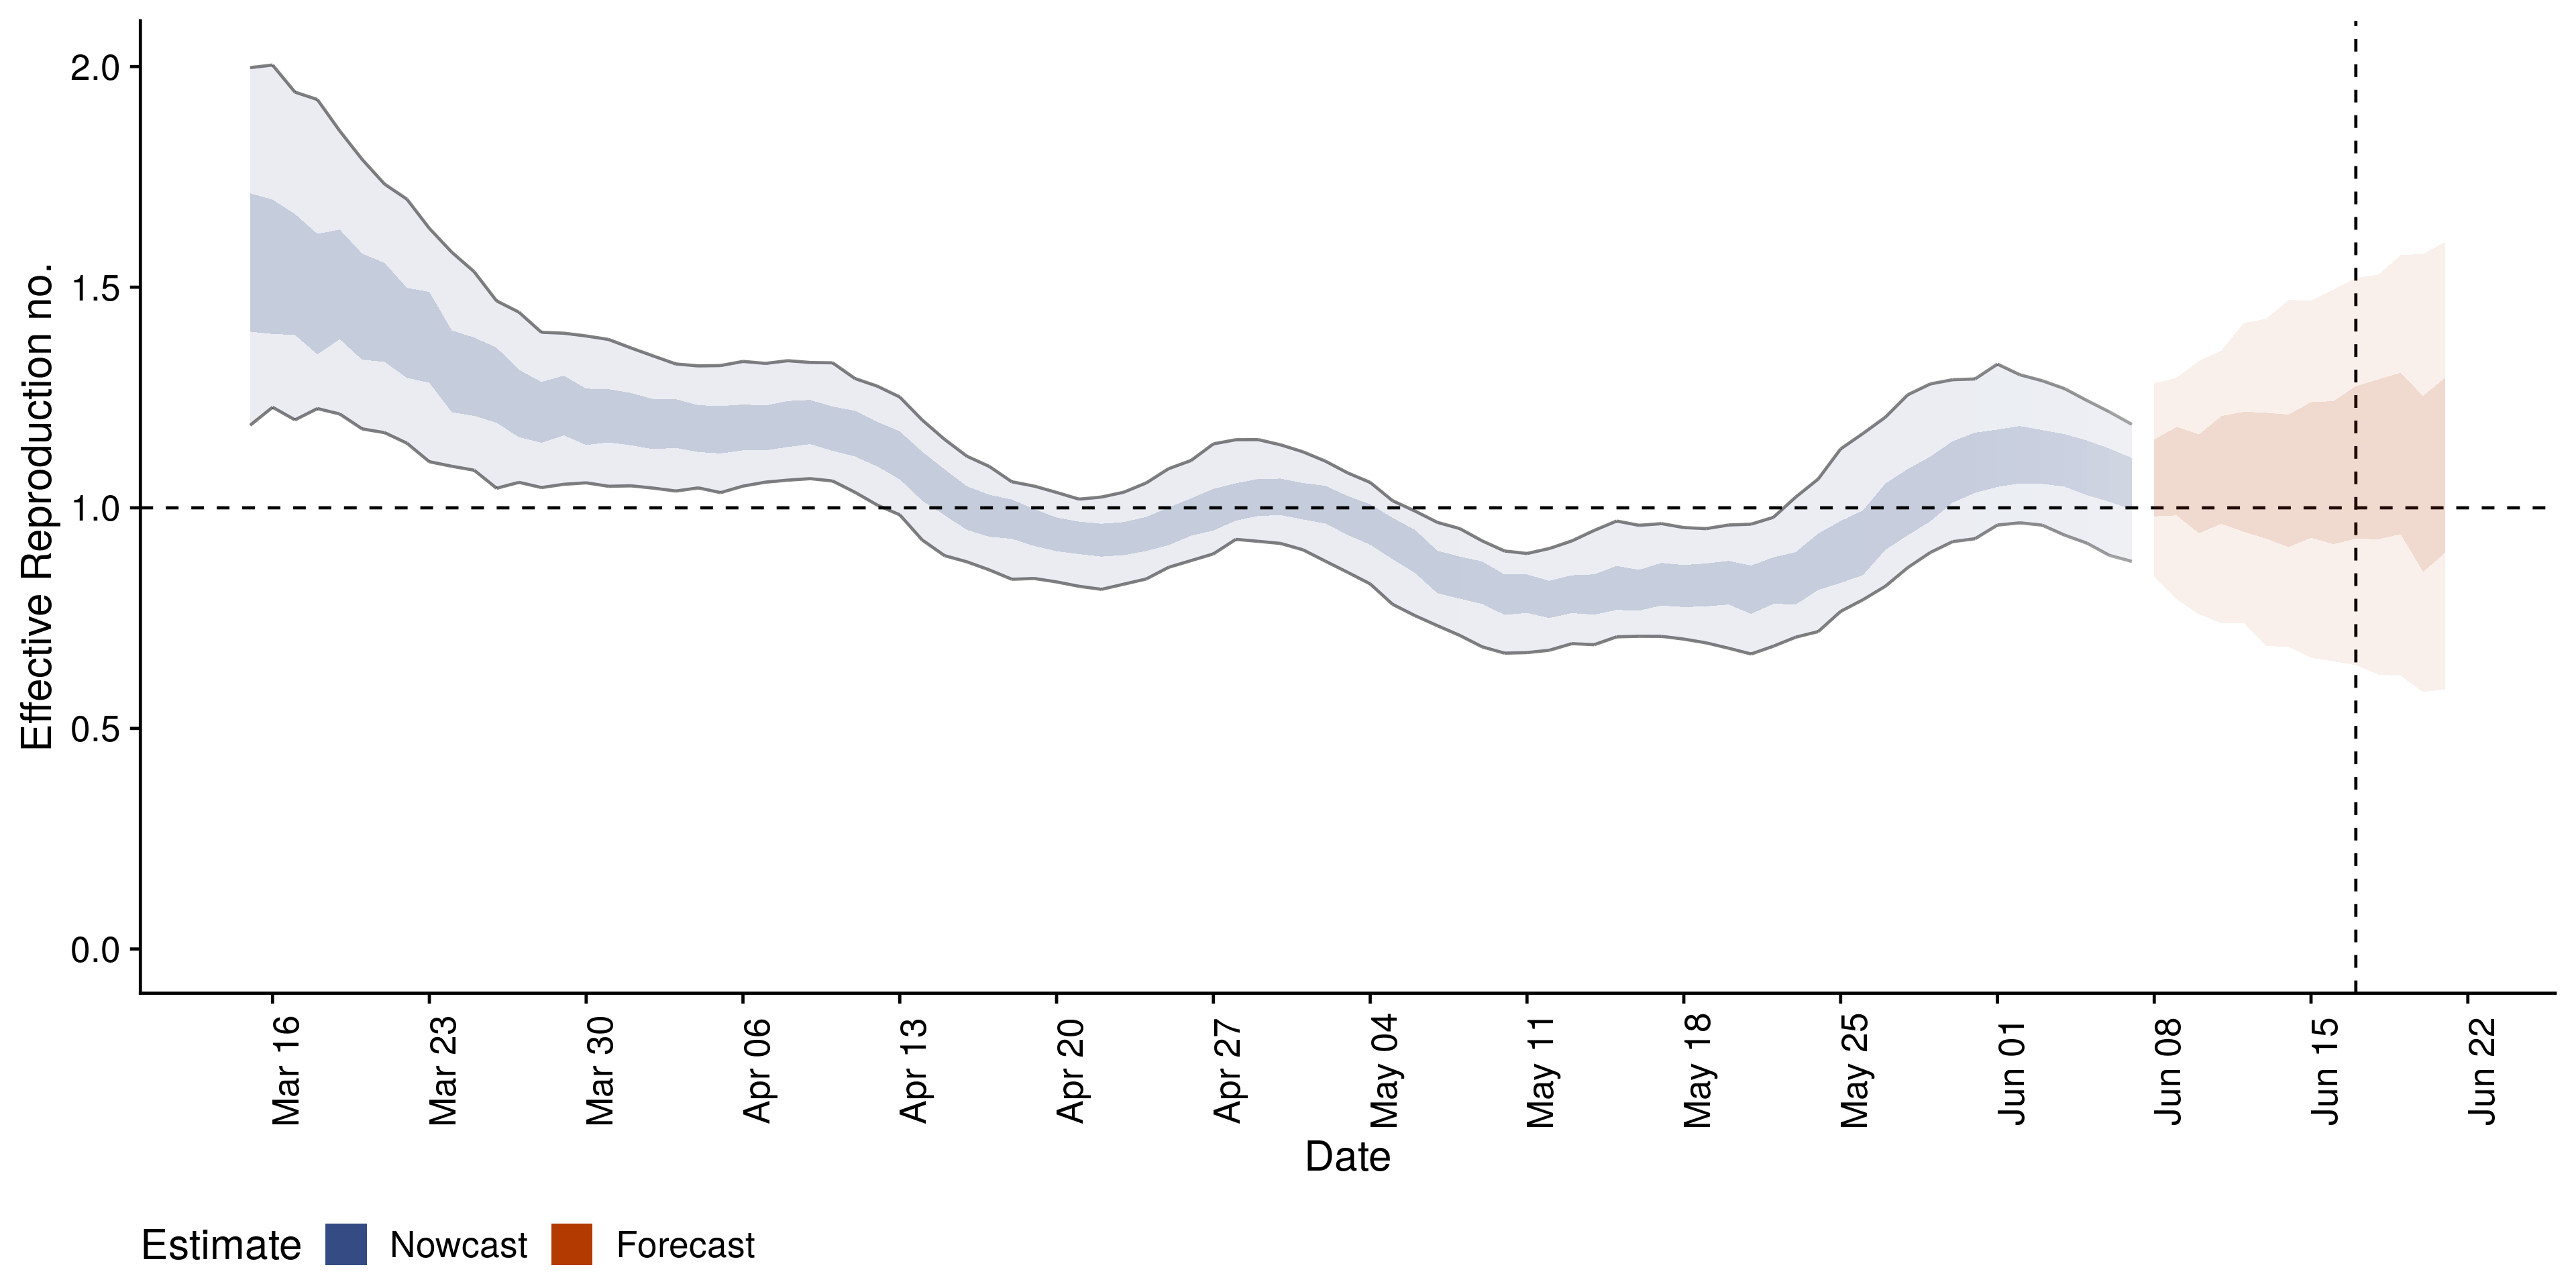 Effective Reproduction no.
2.0
1.5
1.0
0.5
0.0
Mar 16
Mar 23
Mar 30
Apr 06
Apr 13
Apr 20
Apr 27
May 04
May 11
May 18
May 25
Jun 01
Jun 08
Jun 15
Jun 22
Date
Estimate Nowcast Forecast